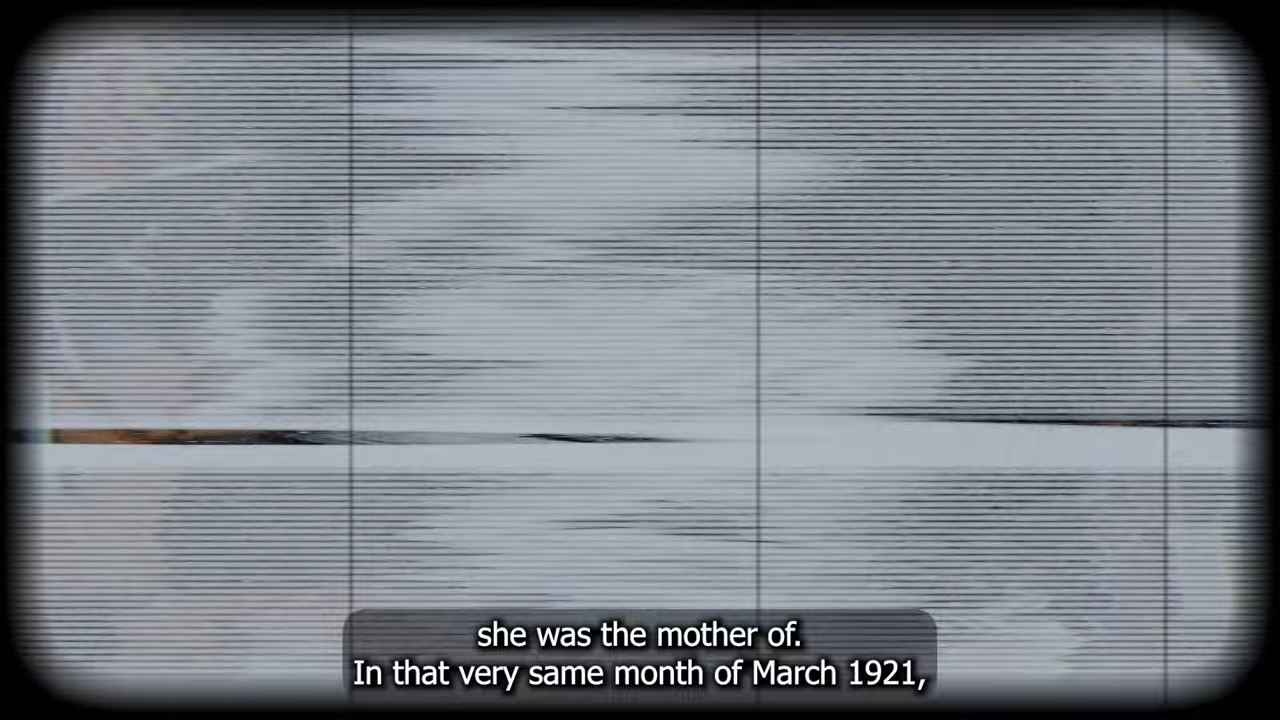 she was the mother of.
In that very same month of March 1921,